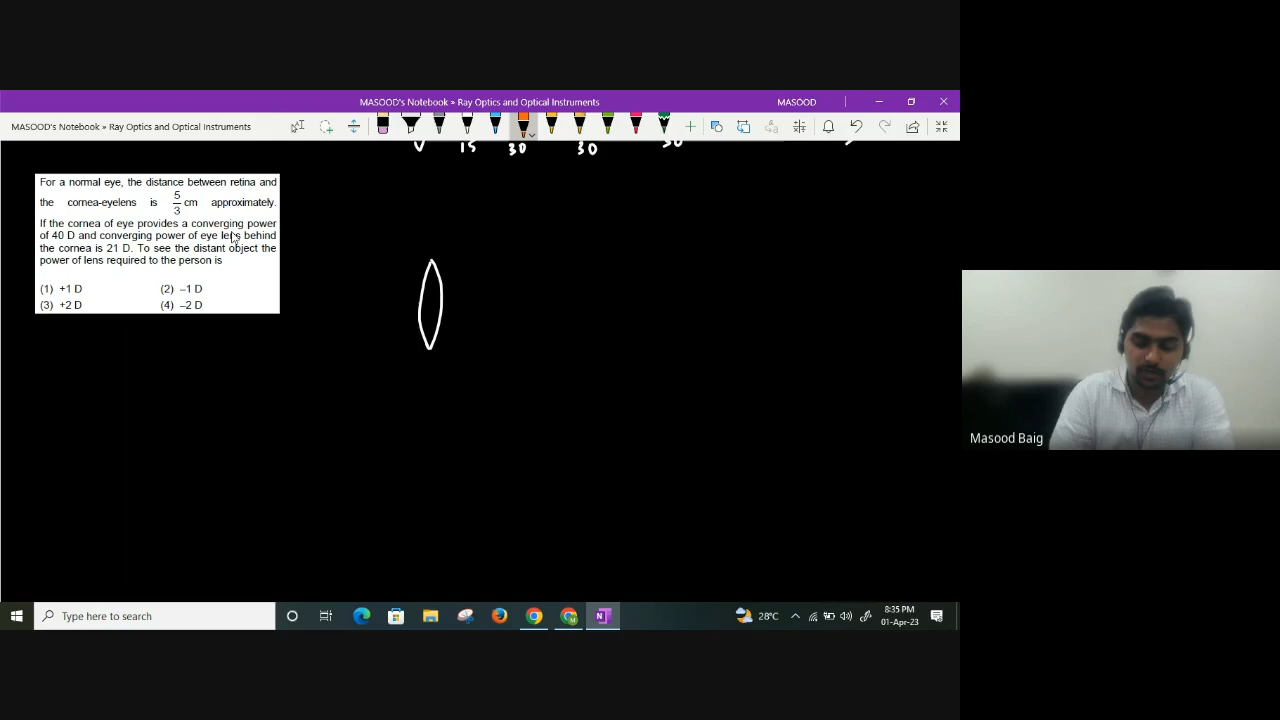 MASOOD's Notebook » Ray Optics and Optical Instruments
MASOOD
MASOOD's Notebook » Ray Optics and Optical Instruments
15 30 30 30
For a normal eye, the distance between retina and
the cornea-eyelens is 5/3 cm approximately.
If the cornea of eye provides a converging power
of 40 D and converging power of eye lens behind
the cornea is 21 D. To see the distant object the
power of lens required to the person is
(1) +1 D (2) –1 D
(3) +2 D (4) –2 D
Masood Baig
Type here to search
28°C
8:35 PM
01-Apr-23